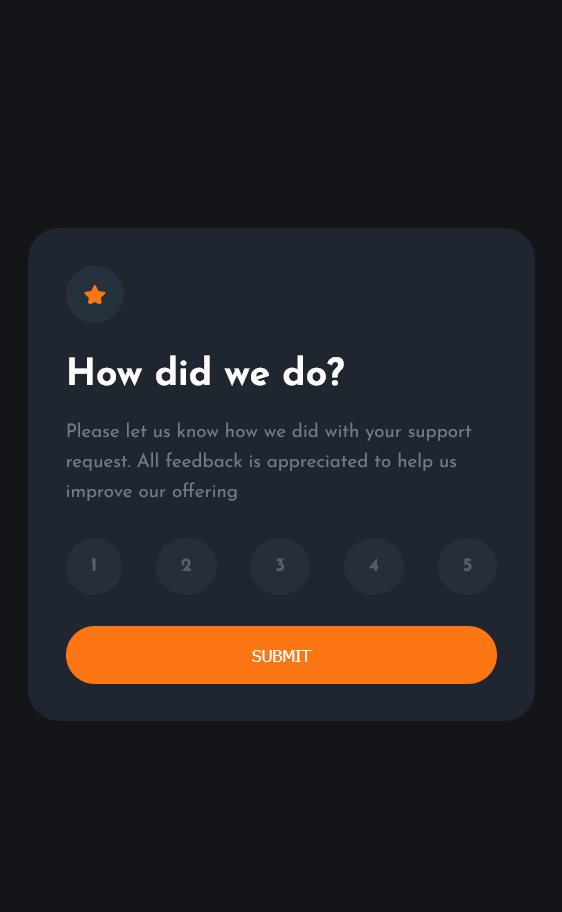 How did we do?
Please let us know how we did with your support
request. All feedback is appreciated to help us
improve our offering
1 2 3 4 5
SUBMIT